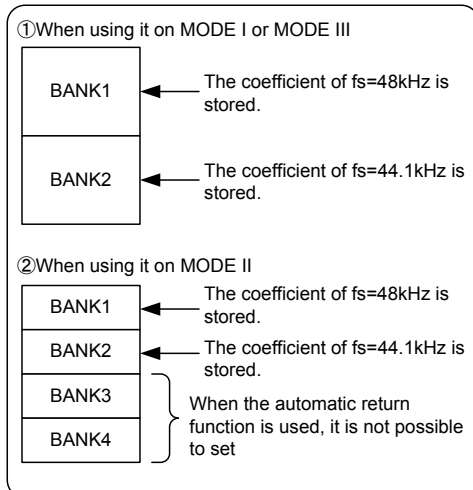 ①When using it on MODE I or MODE III
BANK1
The coefficient of fs=48kHz is
stored.
BANK2
The coefficient of fs=44.1kHz is
stored.
②When using it on MODE II
BANK1
The coefficient of fs=48kHz is
stored.
BANK2
The coefficient of fs=44.1kHz is
stored.
BANK3
BANK4
When the automatic return
function is used, it is not possible
to set